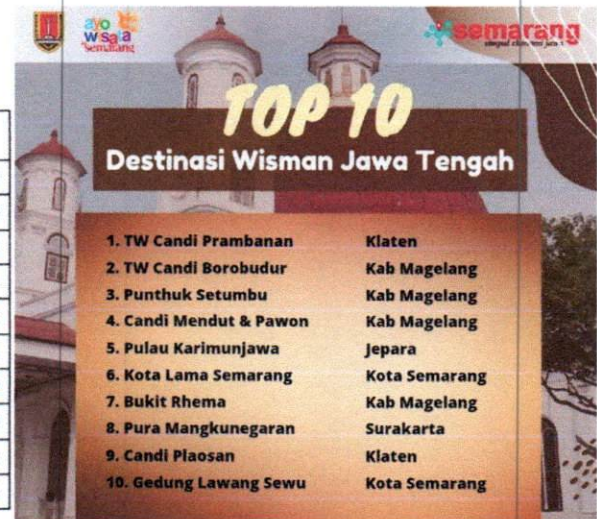 ayo
wisata
Semarang
semarang
TOP 10
Destinasi Wisman Jawa Tengah
1. TW Candi Prambanan Klaten
2. TW Candi Borobudur Kab Magelang
3. Punthuk Setumbu Kab Magelang
4. Candi Mendut & Pawon Kab Magelang
5. Pulau Karimunjawa Jepara
6. Kota Lama Semarang Kota Semarang
7. Bukit Rhema Kab Magelang
8. Pura Mangkunegaran Surakarta
9. Candi Plaosan Klaten
10. Gedung Lawang Sewu Kota Semarang